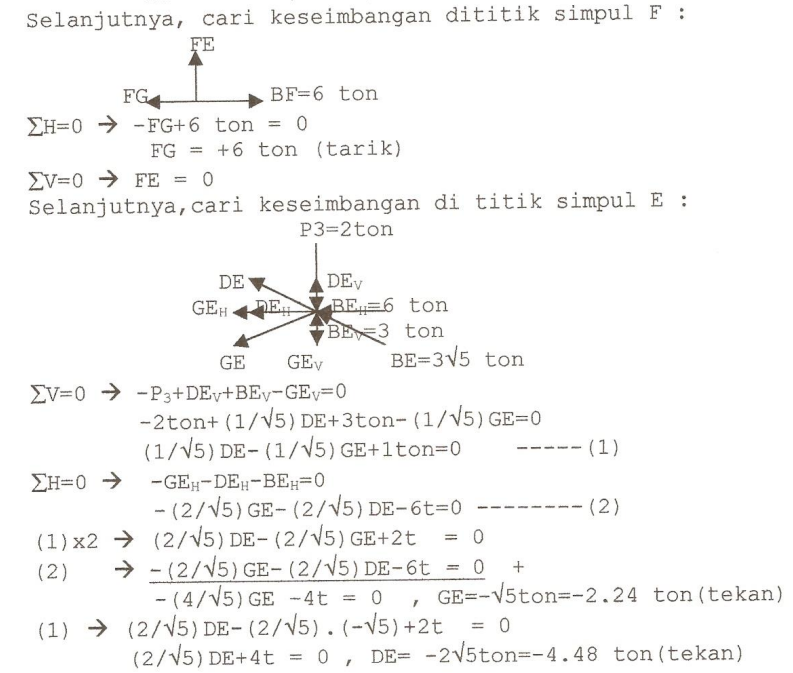 Selanjutnya, cari keseimbangan dititik simpul F :
FE
FG BF=6 ton
∑H=0 → -FG+6 ton = 0
FG = +6 ton (tarik)
∑V=0 → FE = 0
Selanjutnya,cari keseimbangan di titik simpul E :
P3=2ton
DE DEV
GEH DEH BEH=6 ton
BEV=3 ton
GE GEV BE=3√5 ton
∑V=0 → -P3+DEV+BEV-GEV=0
-2ton+(1/√5)DE+3ton-(1/√5)GE=0
(1/√5)DE-(1/√5)GE+1ton=0 -----(1)
∑H=0 → -GEH-DEH-BEH=0
-(2/√5)GE-(2/√5)DE-6t=0 --------(2)
(1)x2 → (2/√5)DE-(2/√5)GE+2t = 0
(2) → -(2/√5)GE-(2/√5)DE-6t = 0 +
-(4/√5)GE -4t = 0 , GE=-√5ton=-2.24 ton(tekan)
(1) → (2/√5)DE-(2/√5).(-√5)+2t = 0
(2/√5)DE+4t = 0 , DE= -2√5ton=-4.48 ton(tekan)